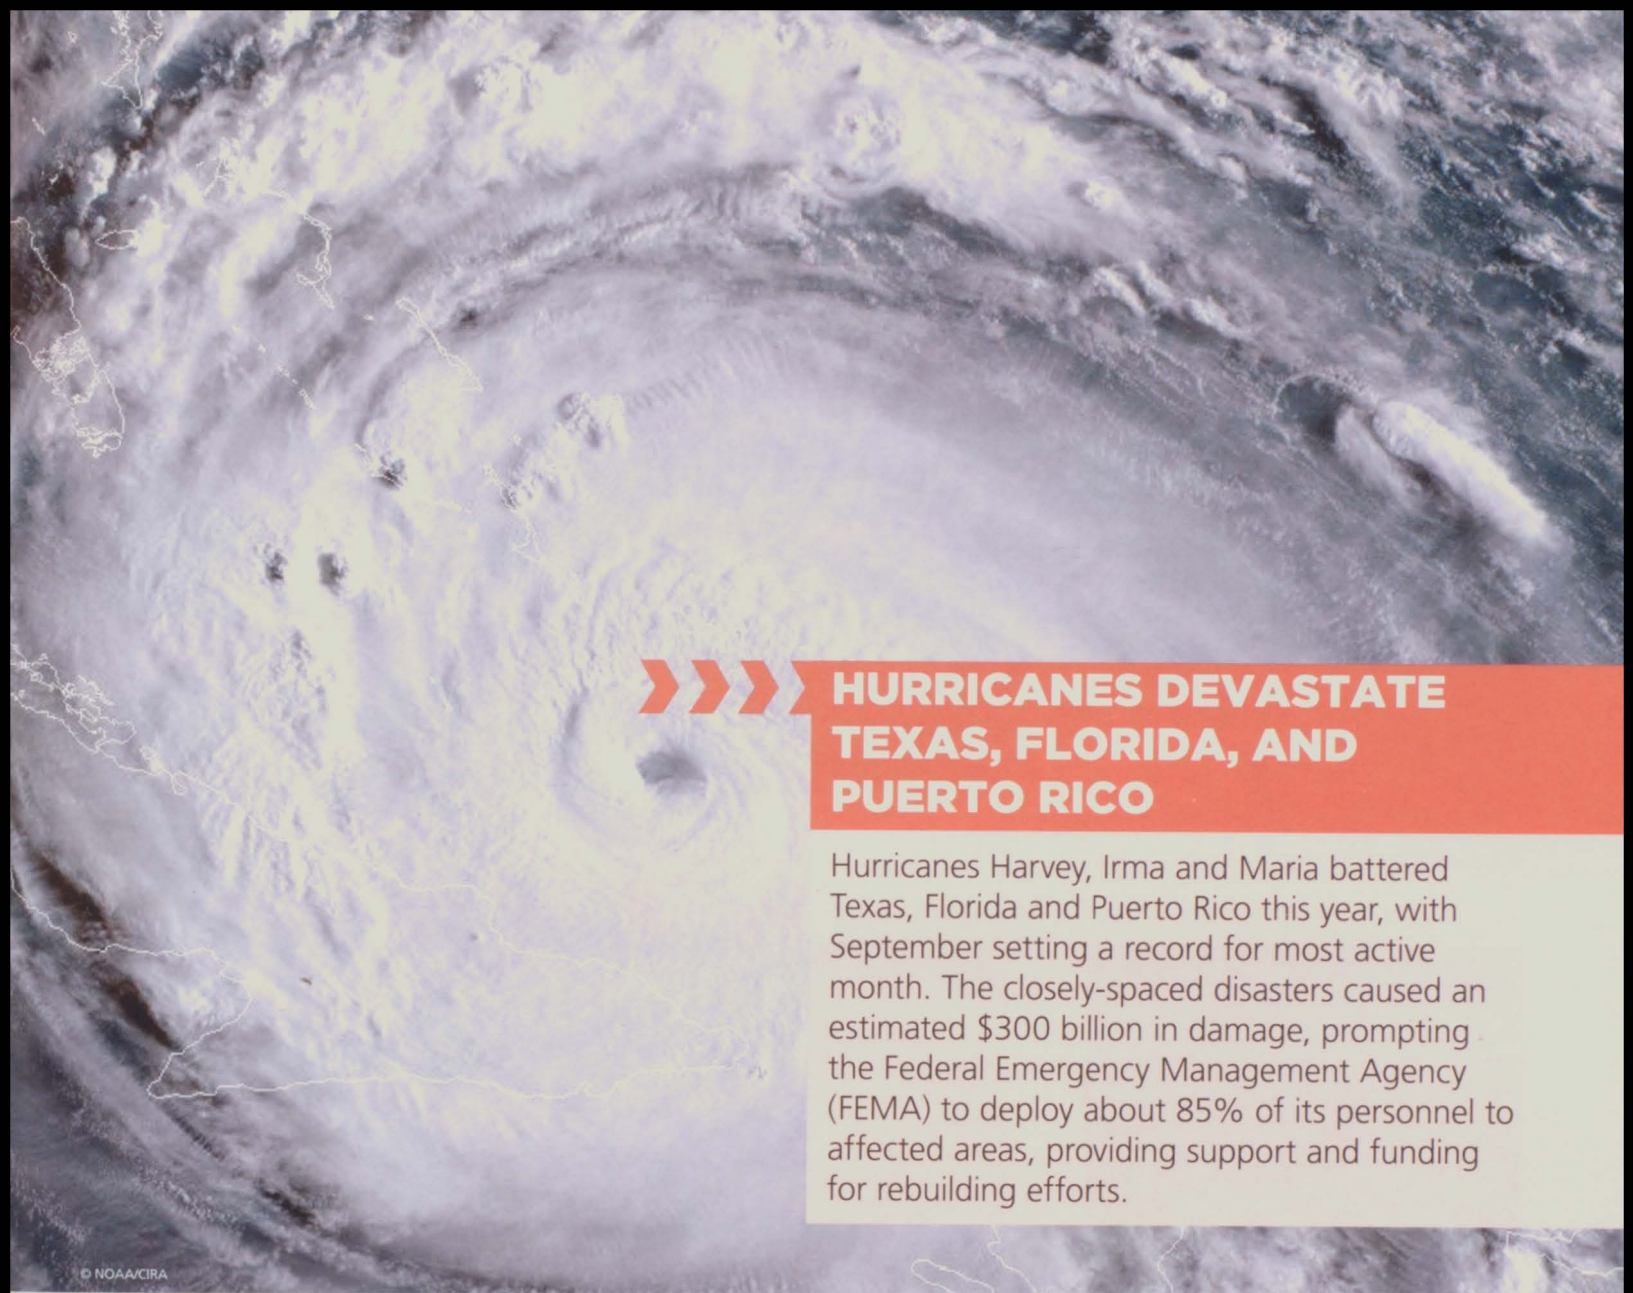 HURRICANES DEVASTATE
TEXAS, FLORIDA, AND
PUERTO RICO
Hurricanes Harvey, Irma and Maria battered
Texas, Florida and Puerto Rico this year, with
September setting a record for most active
month. The closely-spaced disasters caused an
estimated $300 billion in damage, prompting
the Federal Emergency Management Agency
(FEMA) to deploy about 85% of its personnel to
affected areas, providing support and funding
for rebuilding efforts.
© NOAA/CIRA